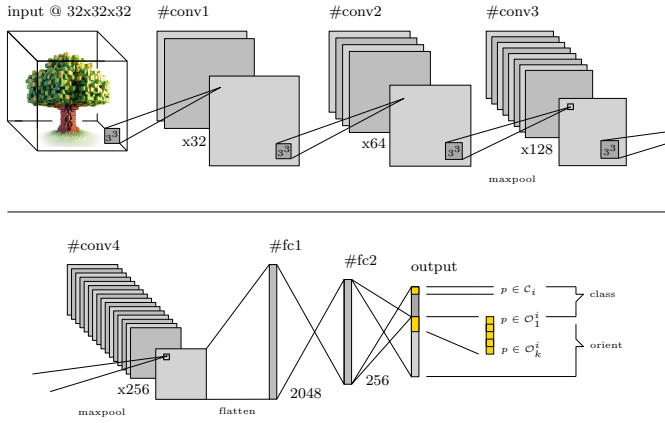 input @ 32x32x32
#conv1
#conv2
#conv3
3³
x32
3³
x64
3³
x128
3³
maxpool
#conv4
#fc1
#fc2
output
p ∈ 𝒞ᵢ
class
p ∈ 𝒪₁ⁱ
orient
p ∈ 𝒪ₖⁱ
x256
2048
256
maxpool
flatten